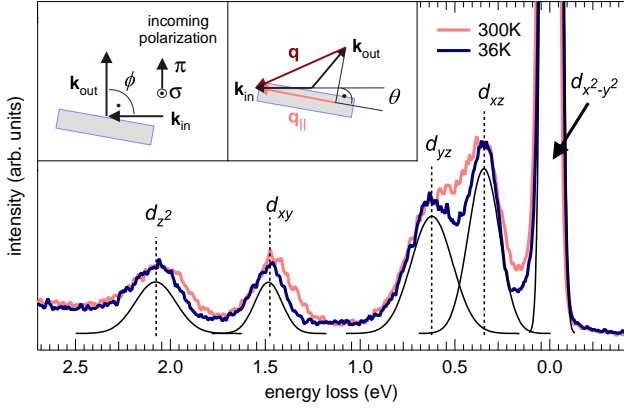 incoming
polarization
k_out
ϕ
π
σ
k_in
q
k_out
k_in
θ
q_||
300K
36K
d_x²-y²
d_xz
d_yz
d_xy
d_z²
intensity (arb. units)
2.5 2.0 1.5 1.0 0.5 0.0
energy loss (eV)